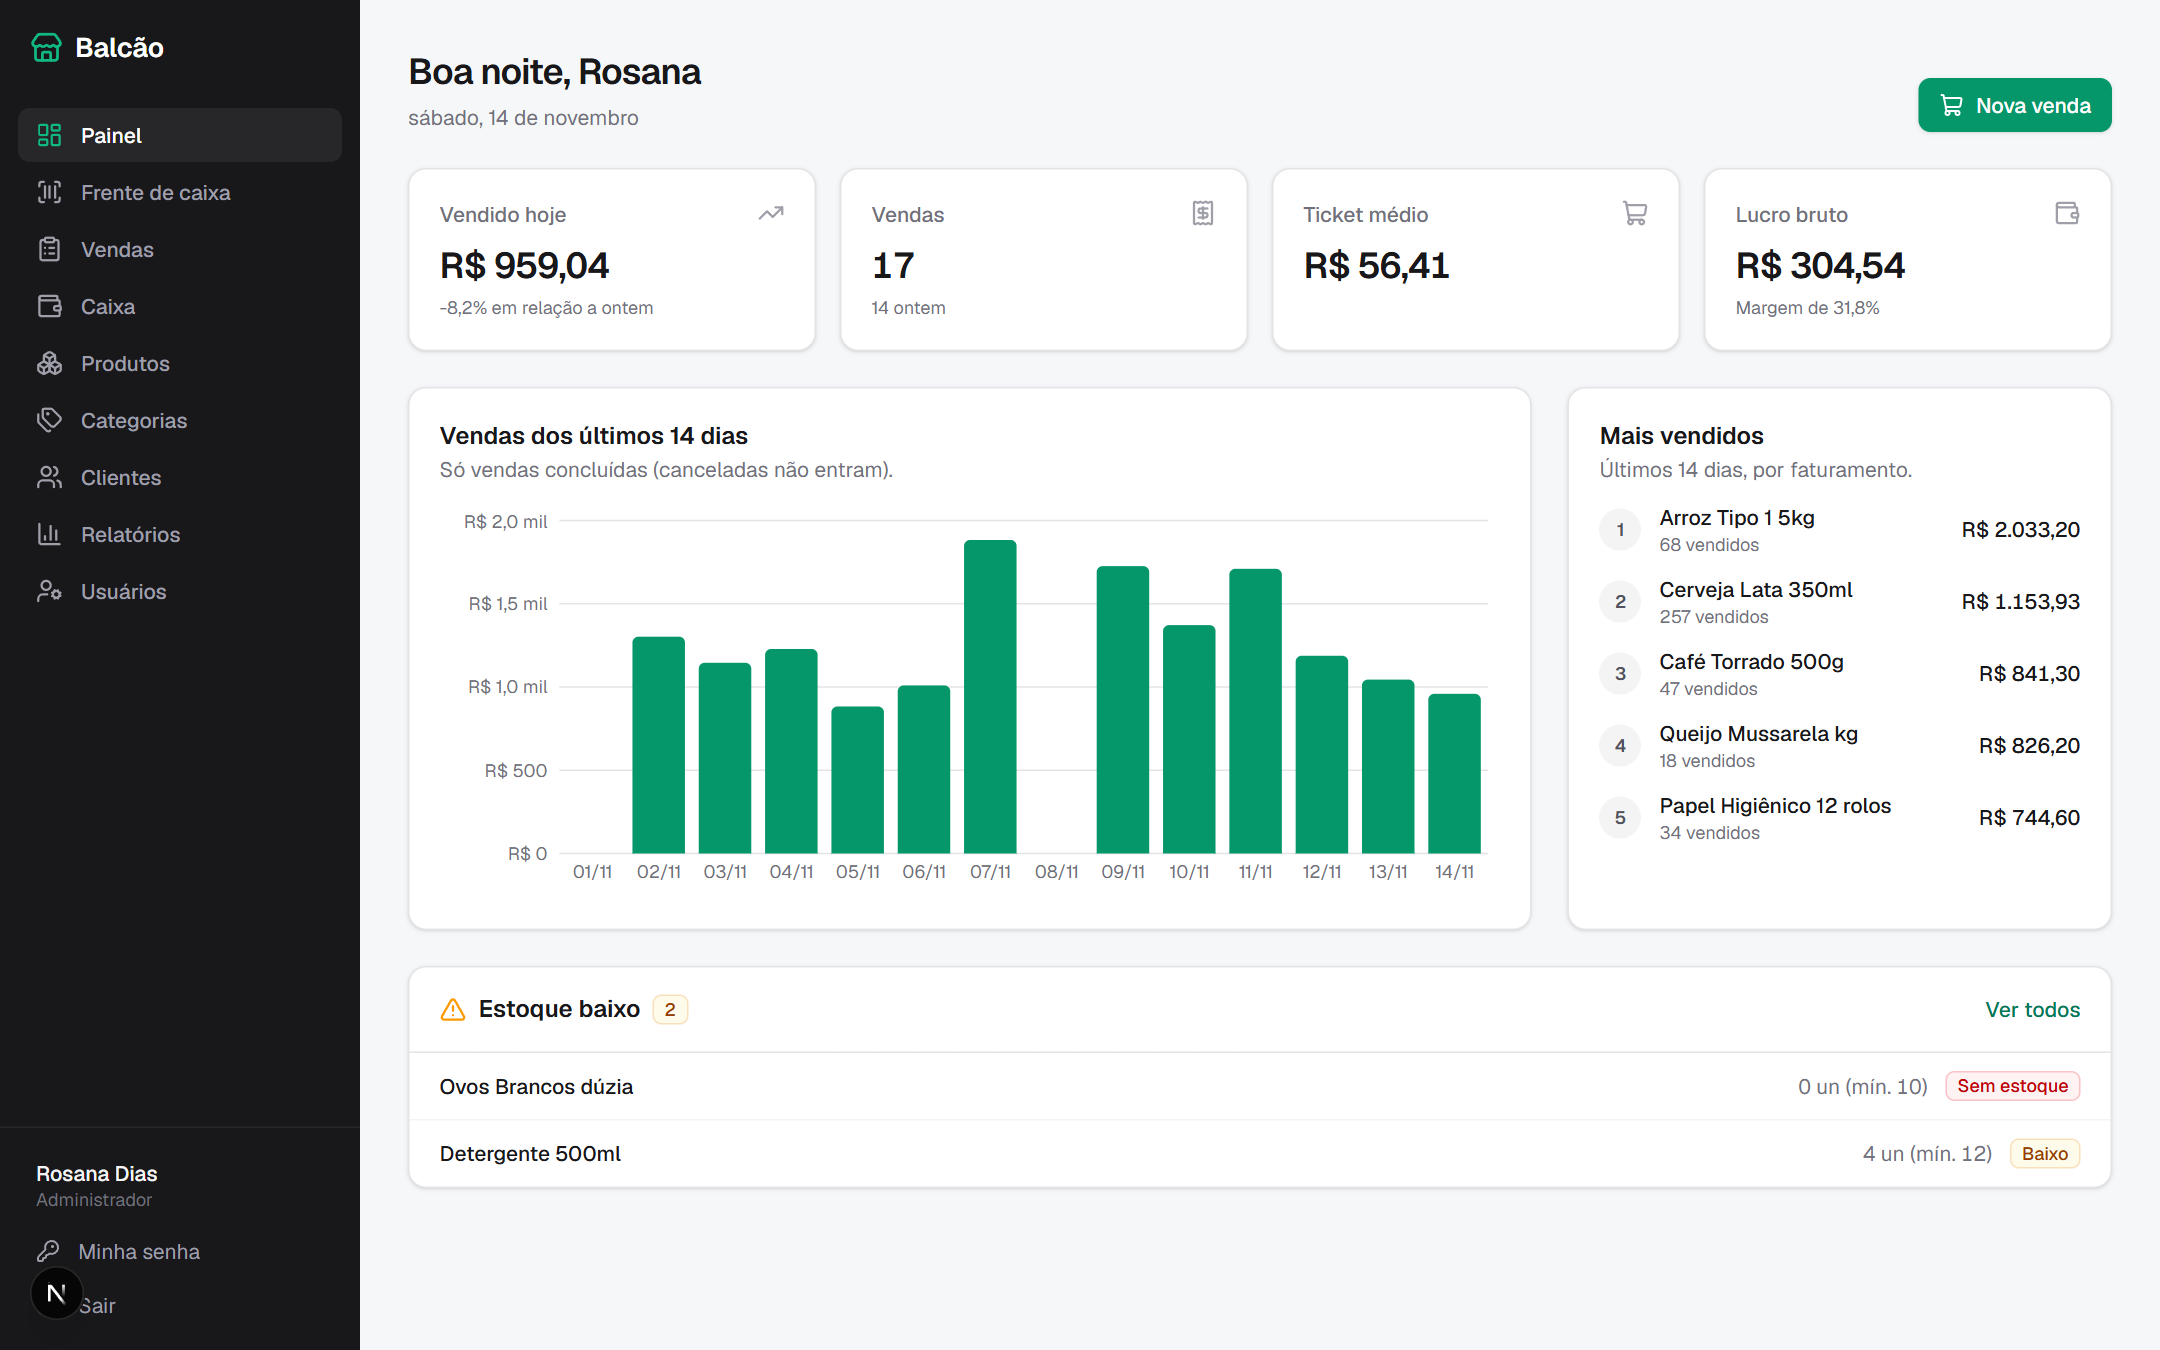 Balcão
Painel
Frente de caixa
Vendas
Caixa
Produtos
Categorias
Clientes
Relatórios
Usuários
Rosana Dias
Administrador
Minha senha
N
Sair
Boa noite, Rosana
sábado, 14 de novembro
Nova venda
Vendido hoje
R$ 959,04
-8,2% em relação a ontem
Vendas
17
14 ontem
Ticket médio
R$ 56,41
Lucro bruto
R$ 304,54
Margem de 31,8%
Vendas dos últimos 14 dias
Só vendas concluídas (canceladas não entram).
R$ 2,0 mil
R$ 1,5 mil
R$ 1,0 mil
R$ 500
R$ 0
01/11 02/11 03/11 04/11 05/11 06/11 07/11 08/11 09/11 10/11 11/11 12/11 13/11 14/11
Mais vendidos
Últimos 14 dias, por faturamento.
1 Arroz Tipo 1 5kg R$ 2.033,20
68 vendidos
2 Cerveja Lata 350ml R$ 1.153,93
257 vendidos
3 Café Torrado 500g R$ 841,30
47 vendidos
4 Queijo Mussarela kg R$ 826,20
18 vendidos
5 Papel Higiênico 12 rolos R$ 744,60
34 vendidos
Estoque baixo 2 Ver todos
Ovos Brancos dúzia 0 un (mín. 10) Sem estoque
Detergente 500ml 4 un (mín. 12) Baixo